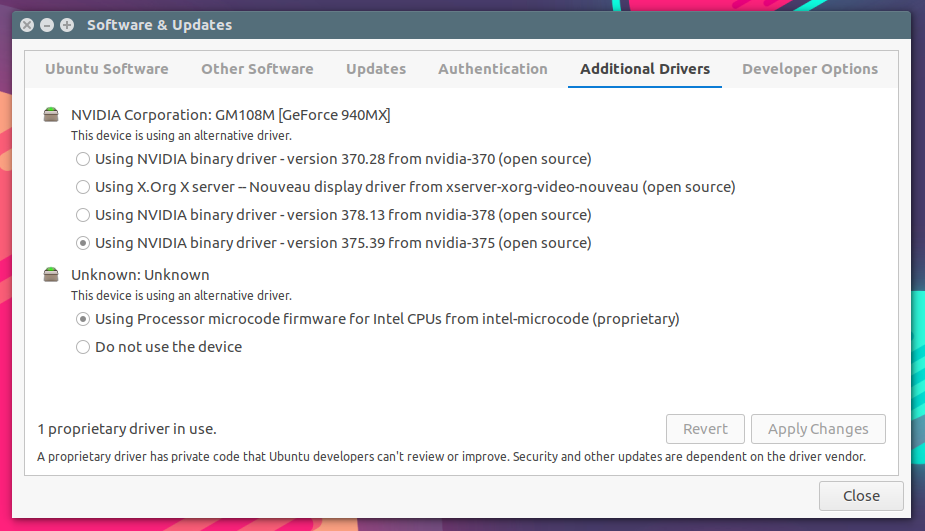 Software & Updates
Ubuntu Software Other Software Updates Authentication Additional Drivers Developer Options
NVIDIA Corporation: GM108M [GeForce 940MX]
This device is using an alternative driver.
Using NVIDIA binary driver - version 370.28 from nvidia-370 (open source)
Using X.Org X server -- Nouveau display driver from xserver-xorg-video-nouveau (open source)
Using NVIDIA binary driver - version 378.13 from nvidia-378 (open source)
Using NVIDIA binary driver - version 375.39 from nvidia-375 (open source)
Unknown: Unknown
This device is using an alternative driver.
Using Processor microcode firmware for Intel CPUs from intel-microcode (proprietary)
Do not use the device
1 proprietary driver in use.
Revert Apply Changes
A proprietary driver has private code that Ubuntu developers can't review or improve. Security and other updates are dependent on the driver vendor.
Close